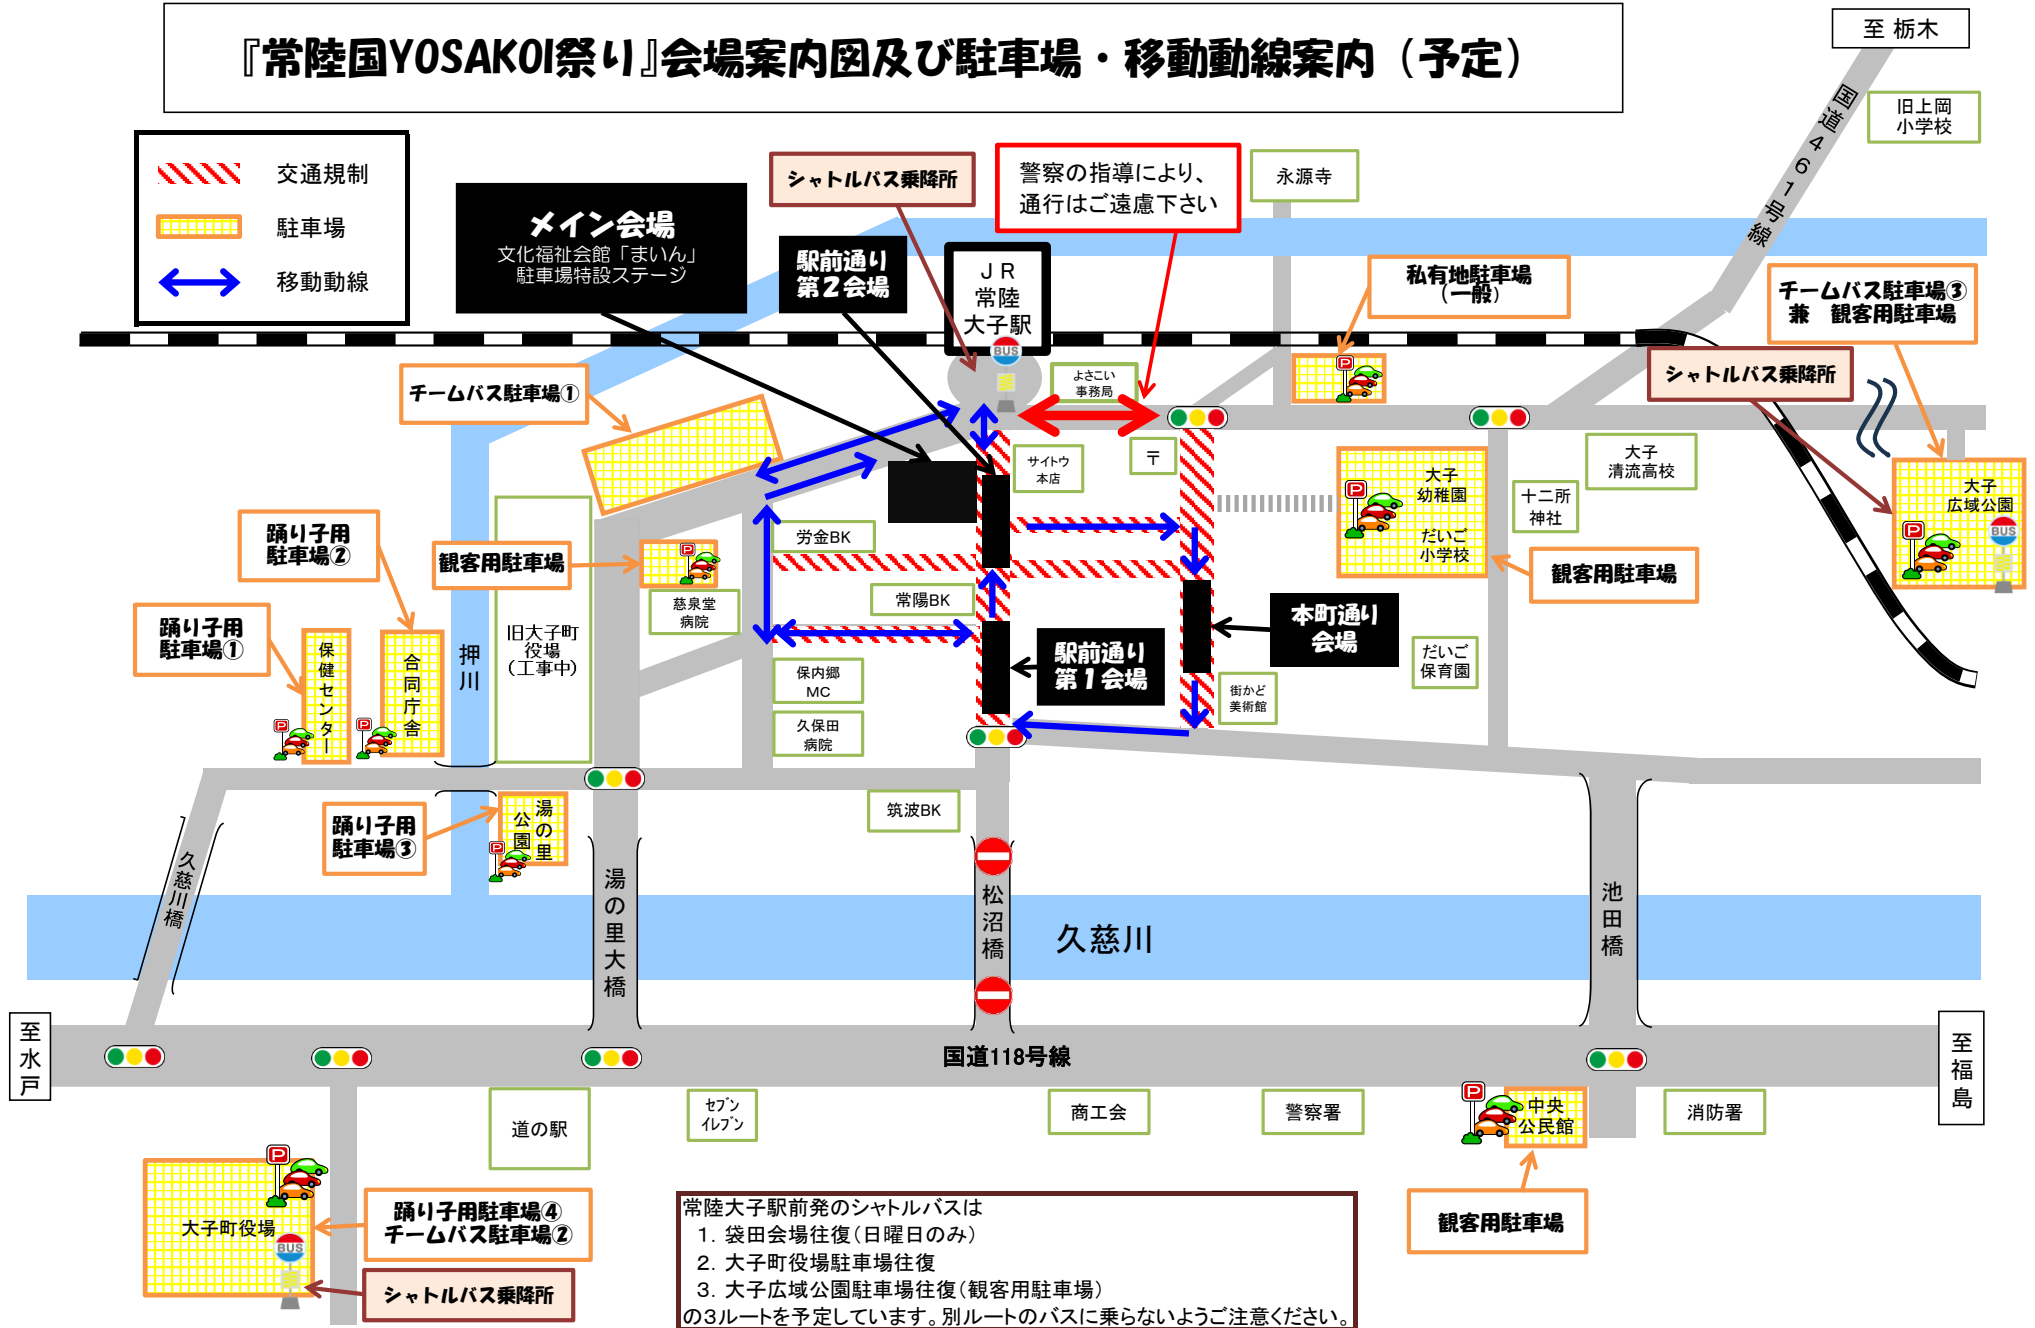 『常陸国YOSAKOI祭り』会場案内図及び駐車場・移動動線案内（予定）
至 栃木
国道461号線
旧上岡
小学校
交通規制
駐車場
移動動線
メイン会場
文化福祉会館「まいん」
駐車場特設ステージ
シャトルバス乗降所
駅前通り
第2会場
警察の指導により、
通行はご遠慮下さい
永源寺
JR
常陸
大子駅
BUS
私有地駐車場
（一般）
チームバス駐車場③
兼　観客用駐車場
シャトルバス乗降所
よさこい
事務局
チームバス駐車場①
サイトウ
本店
〒
大子
幼稚園
だいご
小学校
P
P
十二所
神社
大子
清流高校
大子
広域公園
P
BUS
踊り子用
駐車場②
観客用駐車場
P
労金BK
観客用駐車場
踊り子用
駐車場①
慈泉堂
病院
常陽BK
本町通り
会場
保健センター
P
合同庁舎
P
押川
旧大子町
役場
（工事中）
保内郷
MC
駅前通り
第1会場
だいご
保育園
街かど
美術館
久保田
病院
踊り子用
駐車場③
湯の里
公園
P
筑波BK
久慈川橋
湯の里大橋
松沼橋
久慈川
池田橋
至水戸
国道118号線
至福島
道の駅
セブン
イレブン
商工会
警察署
P
中央
公民館
消防署
P
大子町役場
BUS
踊り子用駐車場④
チームバス駐車場②
シャトルバス乗降所
観客用駐車場
常陸大子駅前発のシャトルバスは
1．袋田会場往復（日曜日のみ）
2．大子町役場駐車場往復
3．大子広域公園駐車場往復（観客用駐車場）
の3ルートを予定しています。別ルートのバスに乗らないようご注意ください。